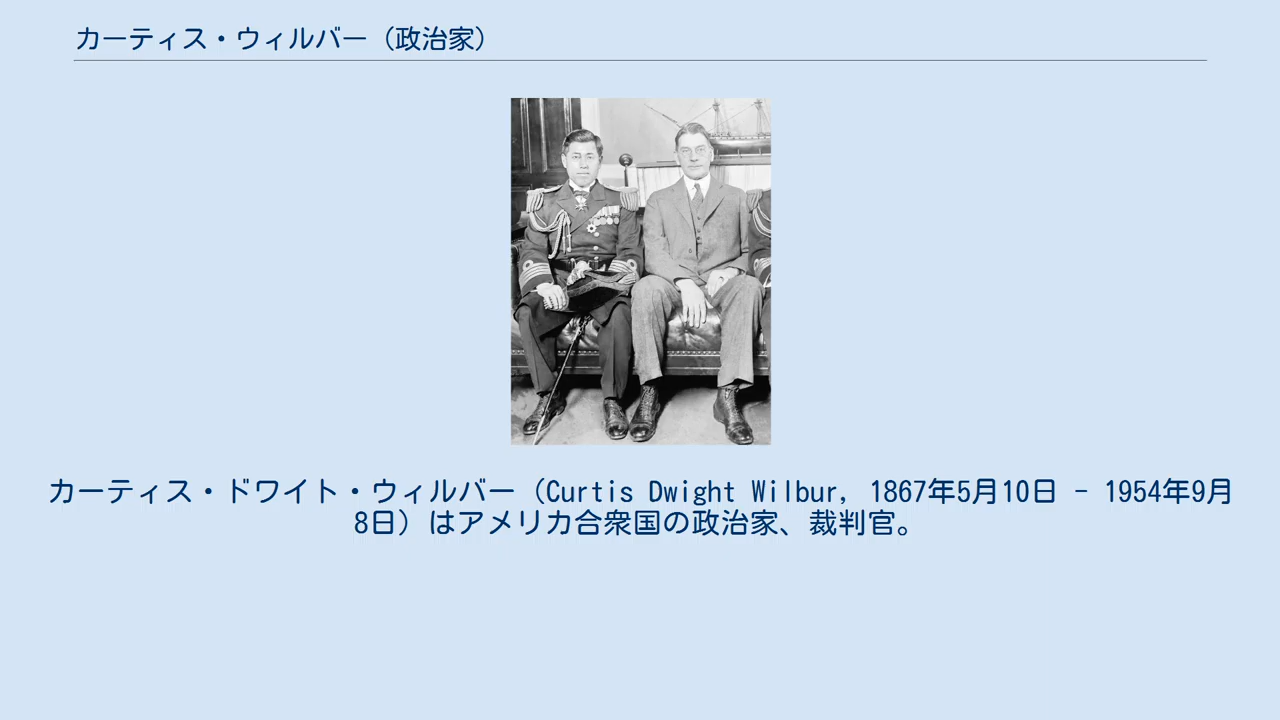 カーティス・ウィルバー（政治家）
カーティス・ドワイト・ウィルバー（Curtis Dwight Wilbur, 1867年5月10日 - 1954年9月
8日）はアメリカ合衆国の政治家、裁判官。